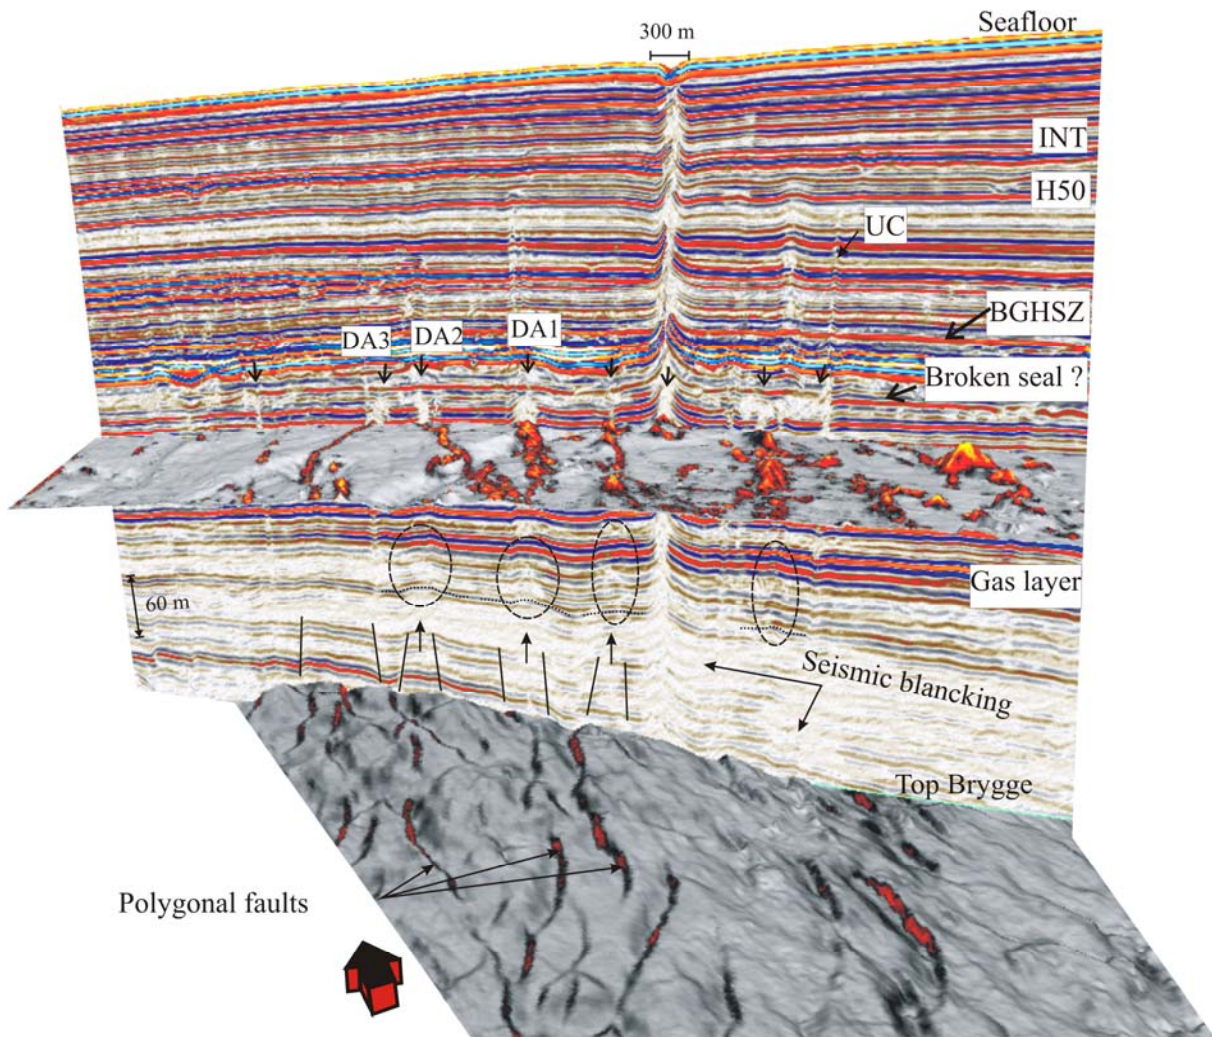 Seafloor
300 m
INT
H50
UC
BGHSZ
DA3
DA2
DA1
Broken seal ?
Gas layer
60 m
Seismic blancking
Top Brygge
Polygonal faults